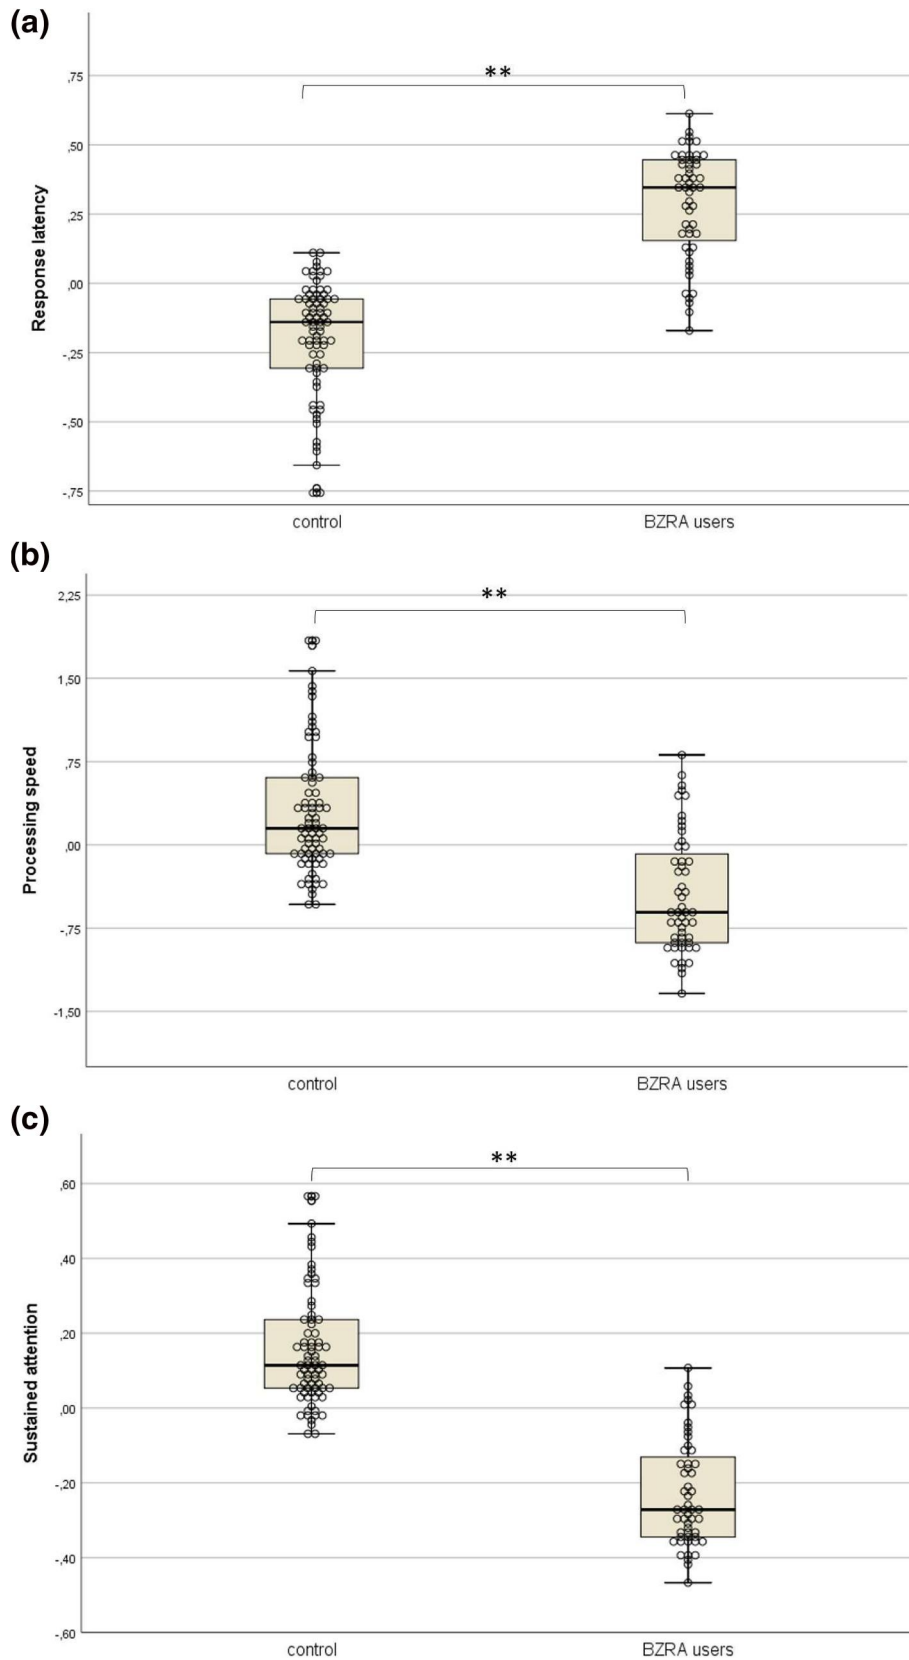 (a)
**
,75
,50
,25
,00
-,25
-,50
-,75
Response latency
control BZRA users
(b)
**
2,25
1,50
,75
,00
-,75
-1,50
Processing speed
control BZRA users
(c)
**
,60
,40
,20
,00
-,20
-,40
-,60
Sustained attention
control BZRA users